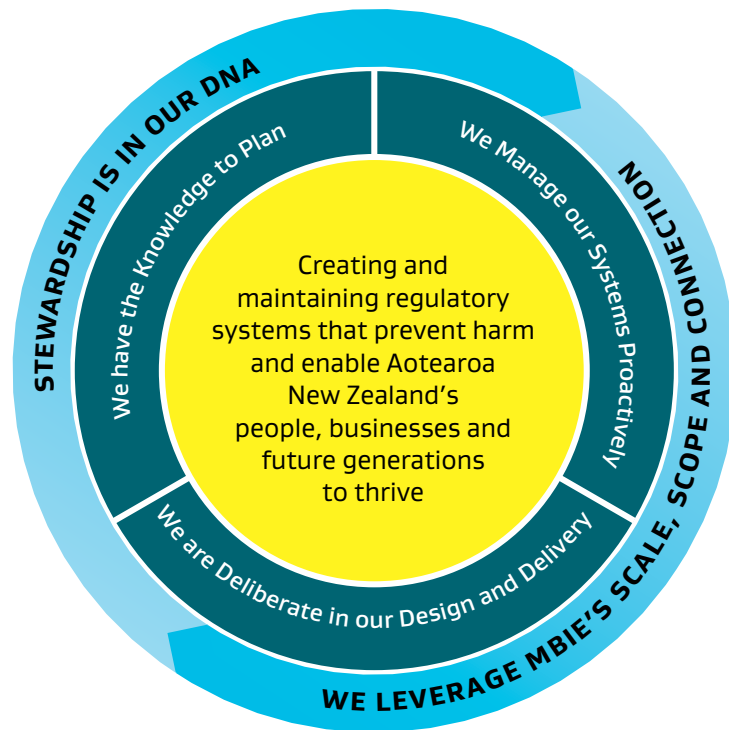 STEWARDSHIP IS IN OUR DNA
WE LEVERAGE MBIE'S SCALE, SCOPE AND CONNECTION
We have the Knowledge to Plan
We Manage our Systems Proactively
We are Deliberate in our Design and Delivery
Creating and
maintaining regulatory
systems that prevent harm
and enable Aotearoa
New Zealand's
people, businesses and
future generations
to thrive